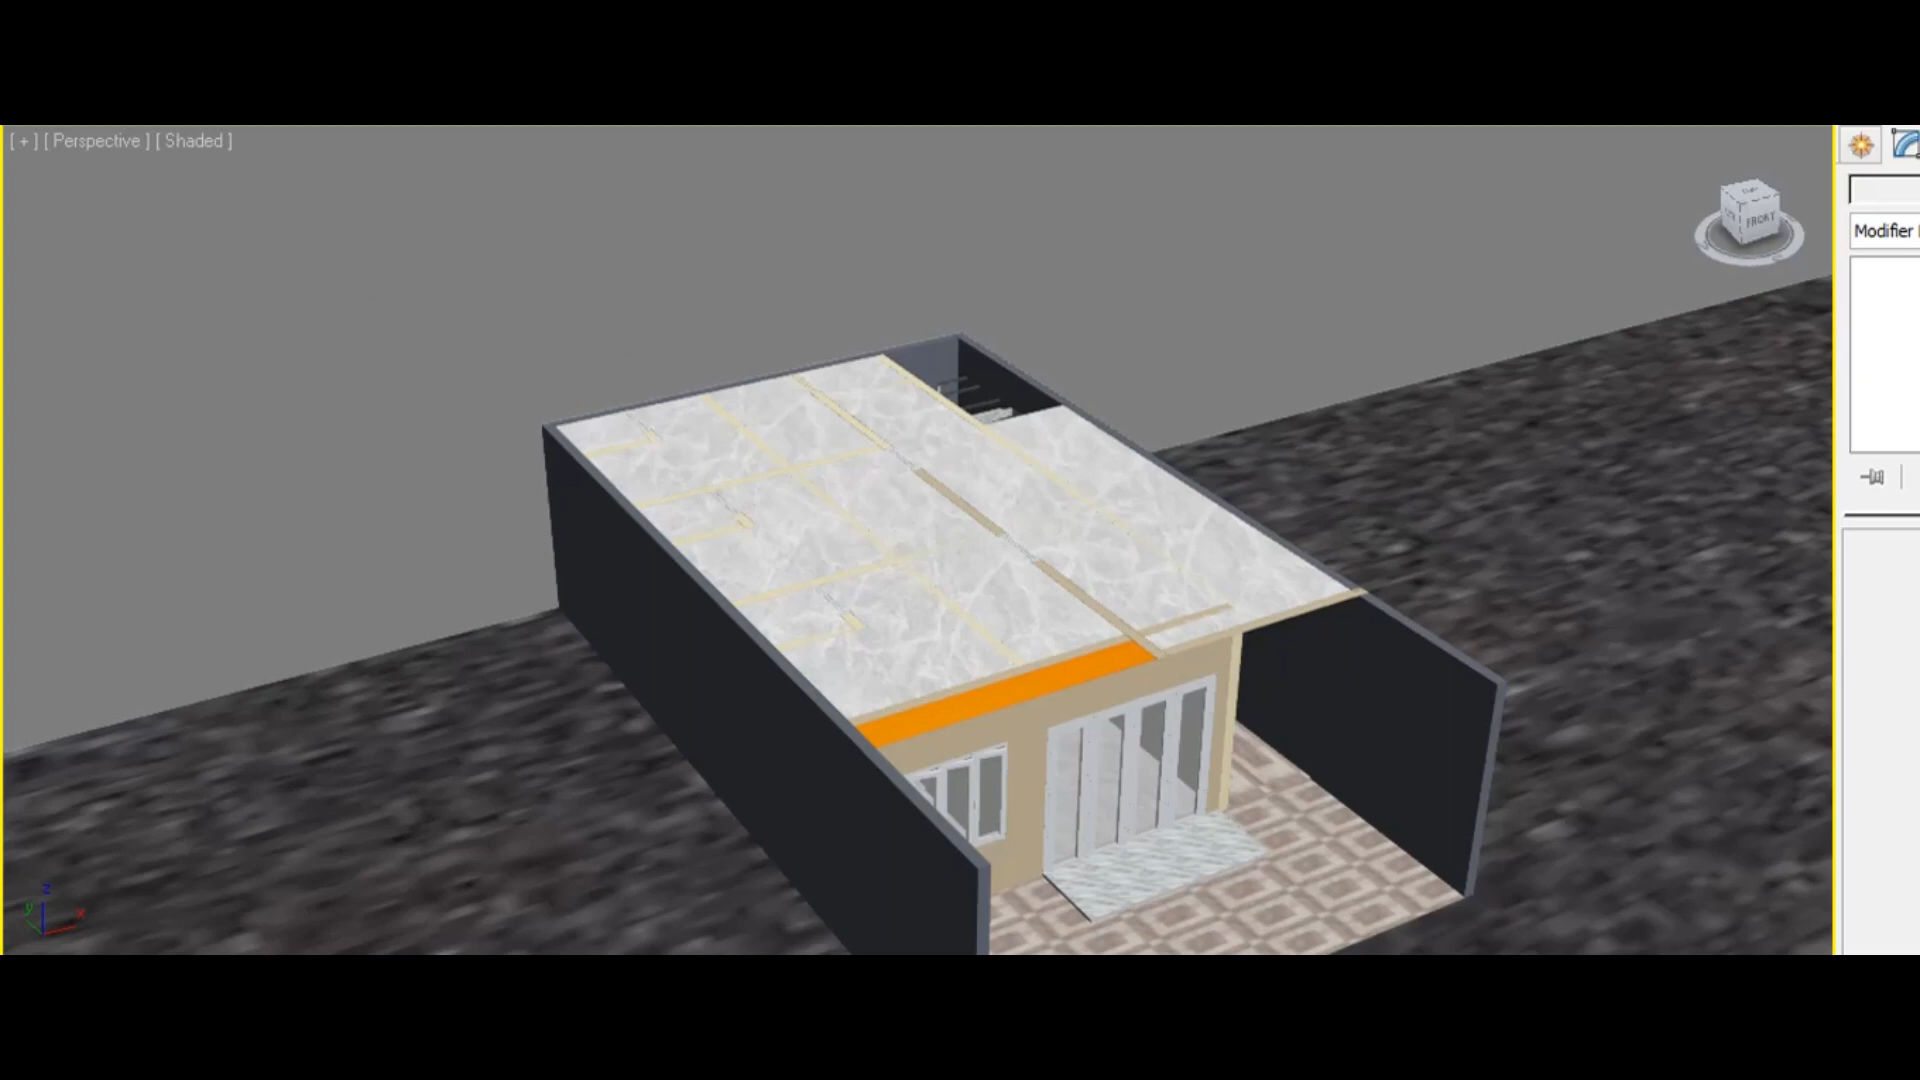 [ + ] [ Perspective ] [ Shaded ]
FRONT
Modifier
z
y
x